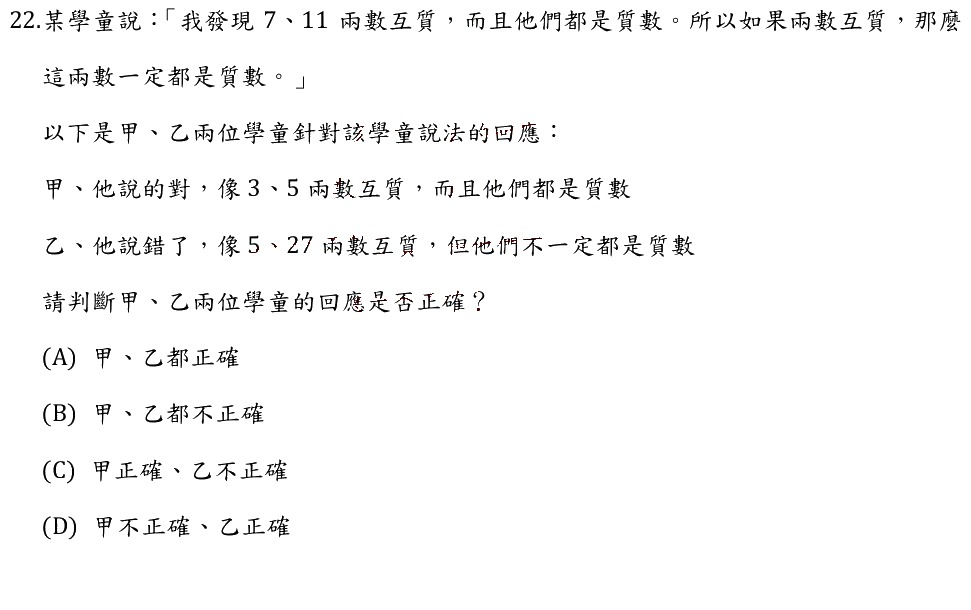 22.某學童說：「我發現 7、11 兩數互質，而且他們都是質數。所以如果兩數互質，那麼
這兩數一定都是質數。」
以下是甲、乙兩位學童針對該學童說法的回應：
甲、他說的對，像 3、5 兩數互質，而且他們都是質數
乙、他說錯了，像 5、27 兩數互質，但他們不一定都是質數
請判斷甲、乙兩位學童的回應是否正確？
(A) 甲、乙都正確
(B) 甲、乙都不正確
(C) 甲正確、乙不正確
(D) 甲不正確、乙正確